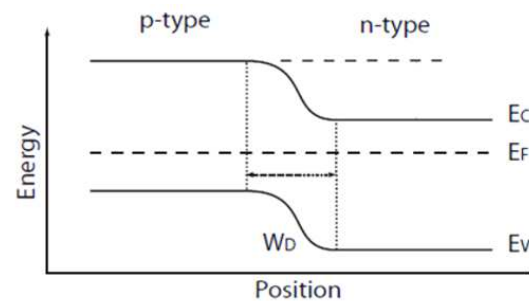 p-type
n-type
Energy
EC
EF
WD
EV
Position